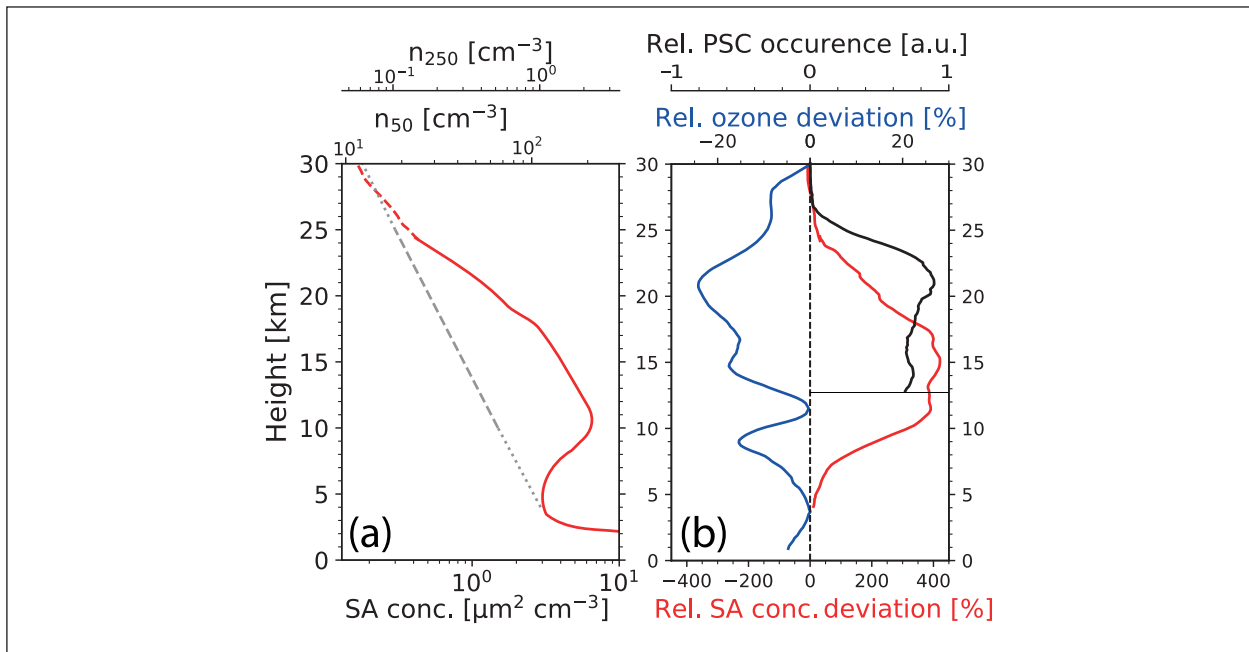 n₂₅₀ [cm⁻³]
10⁻¹ 10⁰
n₅₀ [cm⁻³]
10¹ 10²
30
25
20
15
10
5
0
Height [km]
(a)
10⁰ 10¹
SA conc. [µm² cm⁻³]
Rel. PSC occurence [a.u.]
−1 0 1
Rel. ozone deviation [%]
−20 0 20
30 30
25 25
20 20
15 15
10 10
5 5
0 0
(b)
−400 −200 0 200 400
Rel. SA conc. deviation [%]